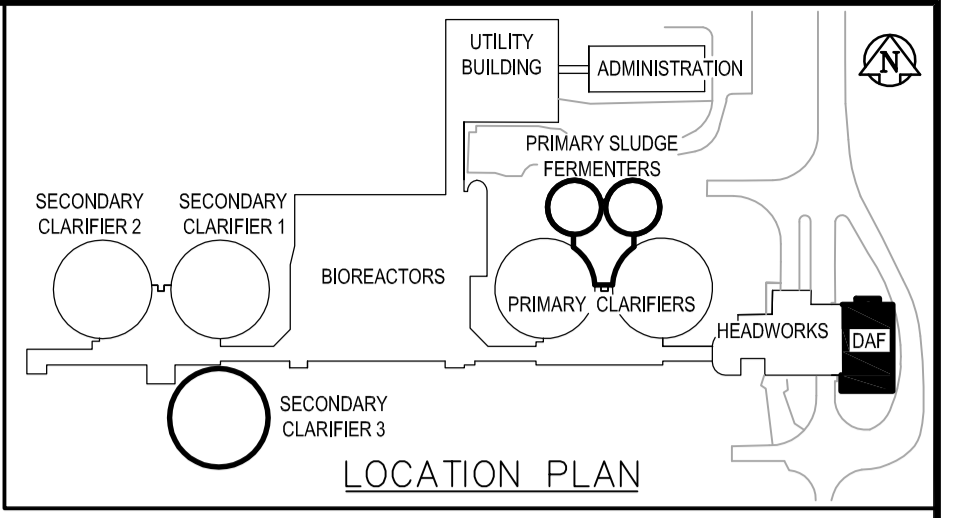 UTILITY
BUILDING
ADMINISTRATION
N
PRIMARY SLUDGE
FERMENTERS
SECONDARY
CLARIFIER 2
SECONDARY
CLARIFIER 1
BIOREACTORS
PRIMARY CLARIFIERS
HEADWORKS
DAF
SECONDARY
CLARIFIER 3
LOCATION PLAN